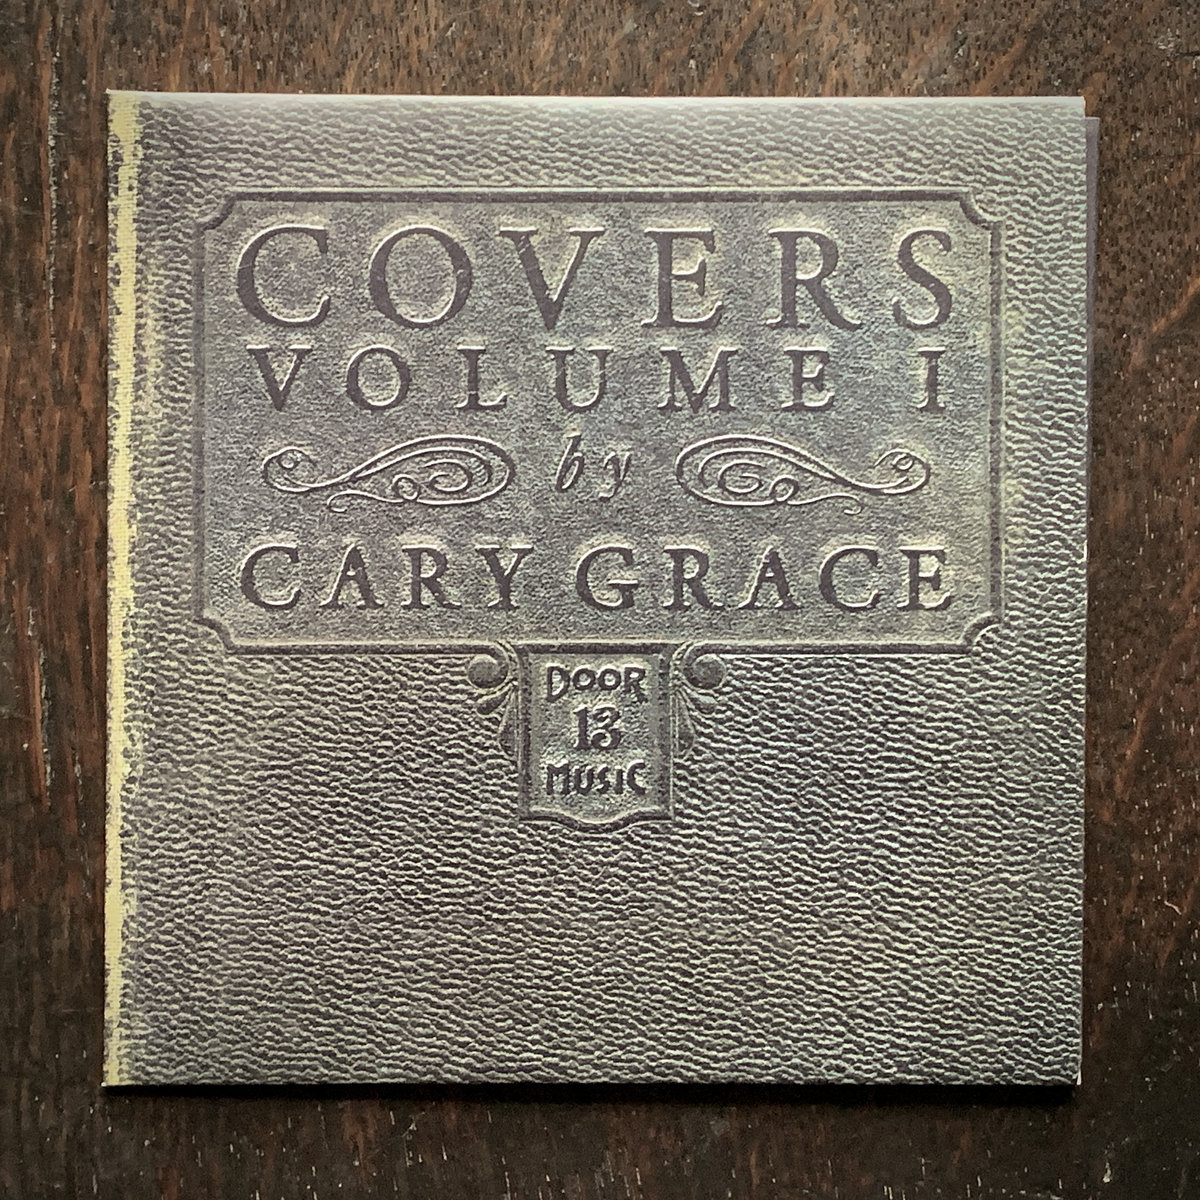 COVERS
VOLUME I
by
CARY GRACE
DOOR
13
MUSIC